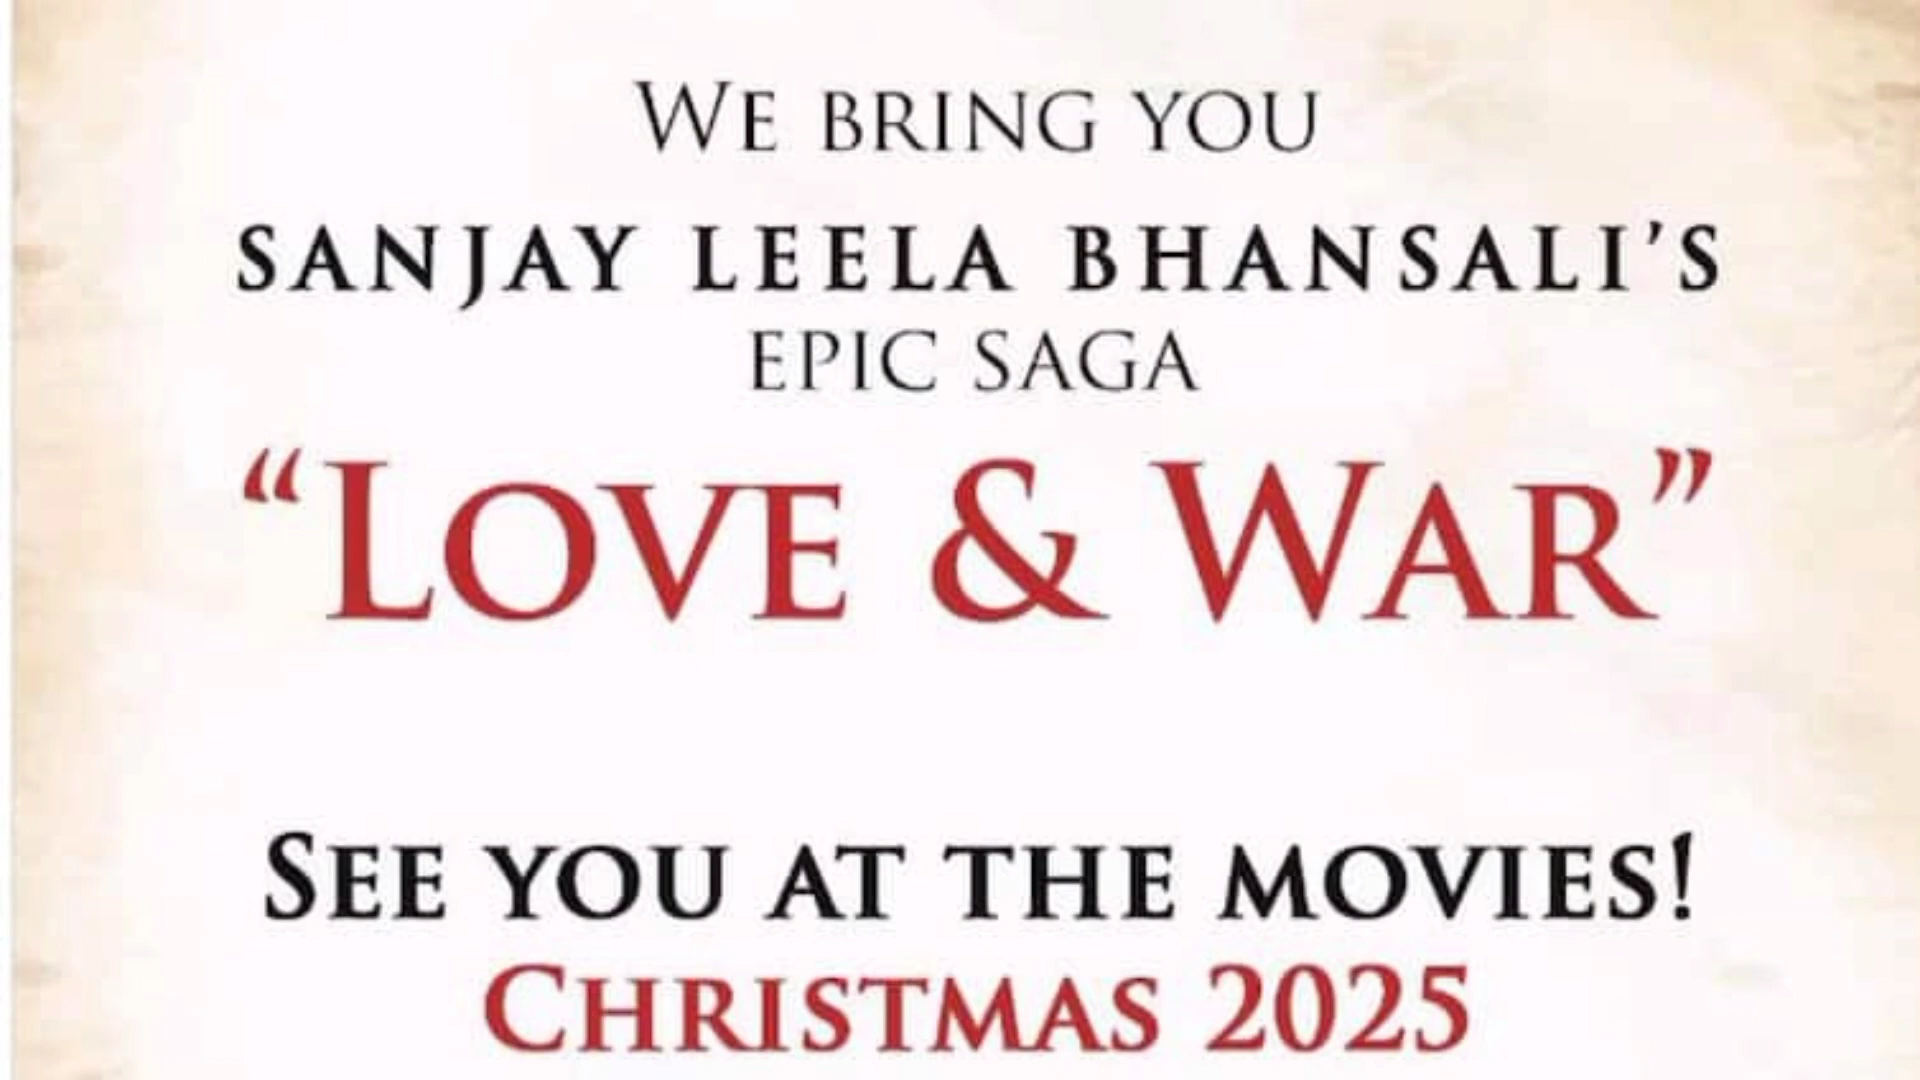 WE BRING YOU
SANJAY LEELA BHANSALI’S
EPIC SAGA
“LOVE & WAR”
SEE YOU AT THE MOVIES!
CHRISTMAS 2025